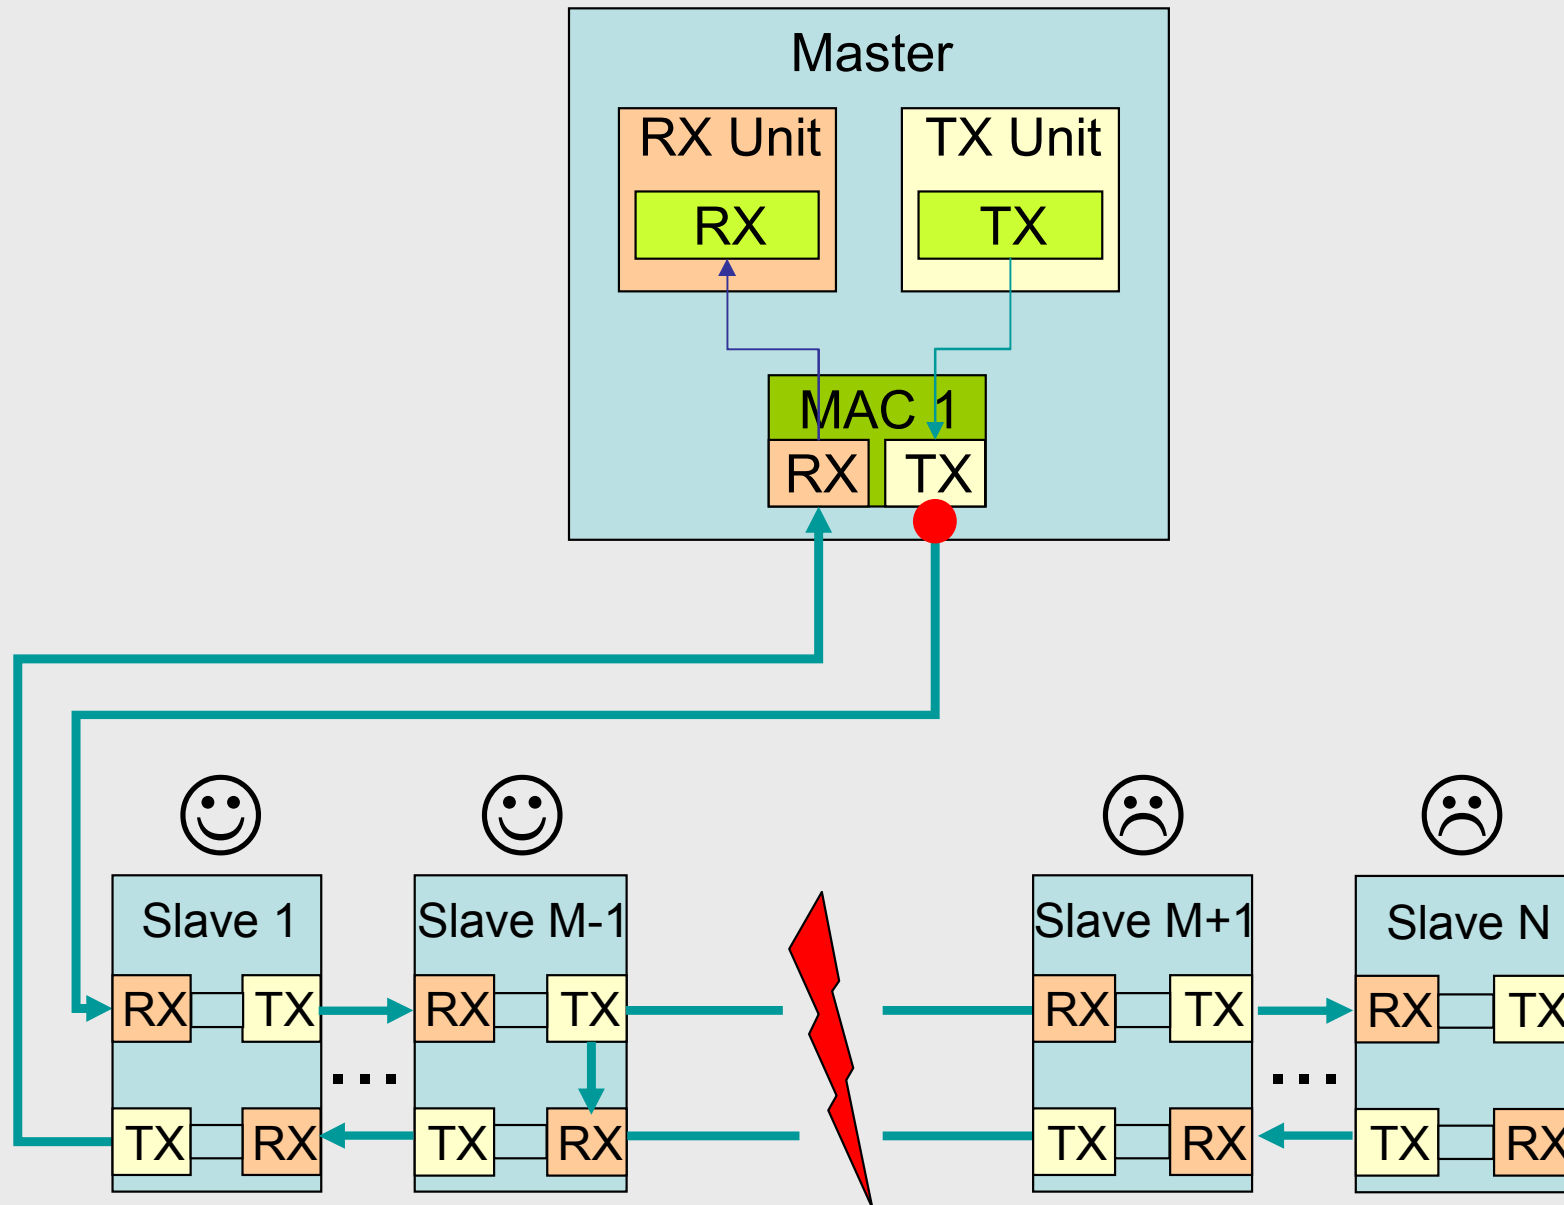 Master
RX Unit TX Unit
RX TX
MAC 1
RX TX
Slave 1 Slave M-1 Slave M+1 Slave N
RX TX RX TX RX TX RX TX
... ...
TX RX TX RX TX RX TX RX